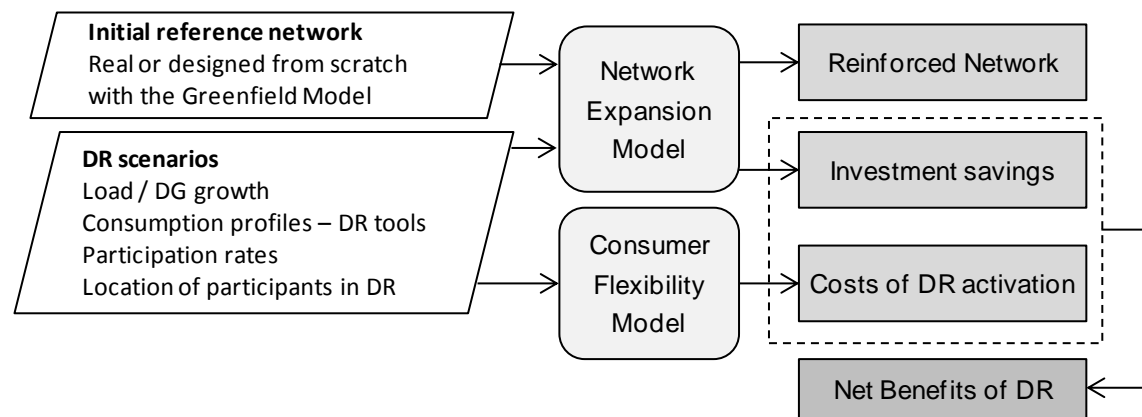 Initial reference network
Real or designed from scratch
with the Greenfield Model
DR scenarios
Load / DG growth
Consumption profiles – DR tools
Participation rates
Location of participants in DR
Network
Expansion
Model
Consumer
Flexibility
Model
Reinforced Network
Investment savings
Costs of DR activation
Net Benefits of DR